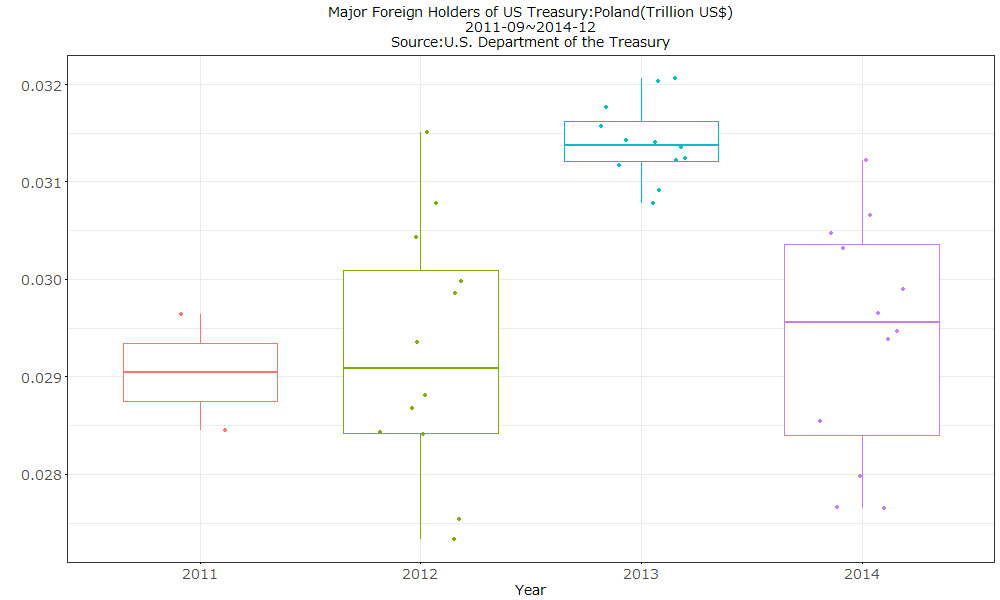 Major Foreign Holders of US Treasury:Poland(Trillion US$)
2011-09~2014-12
Source:U.S. Department of the Treasury
0.032
0.031
0.030
0.029
0.028
2011 2012 2013 2014
Year